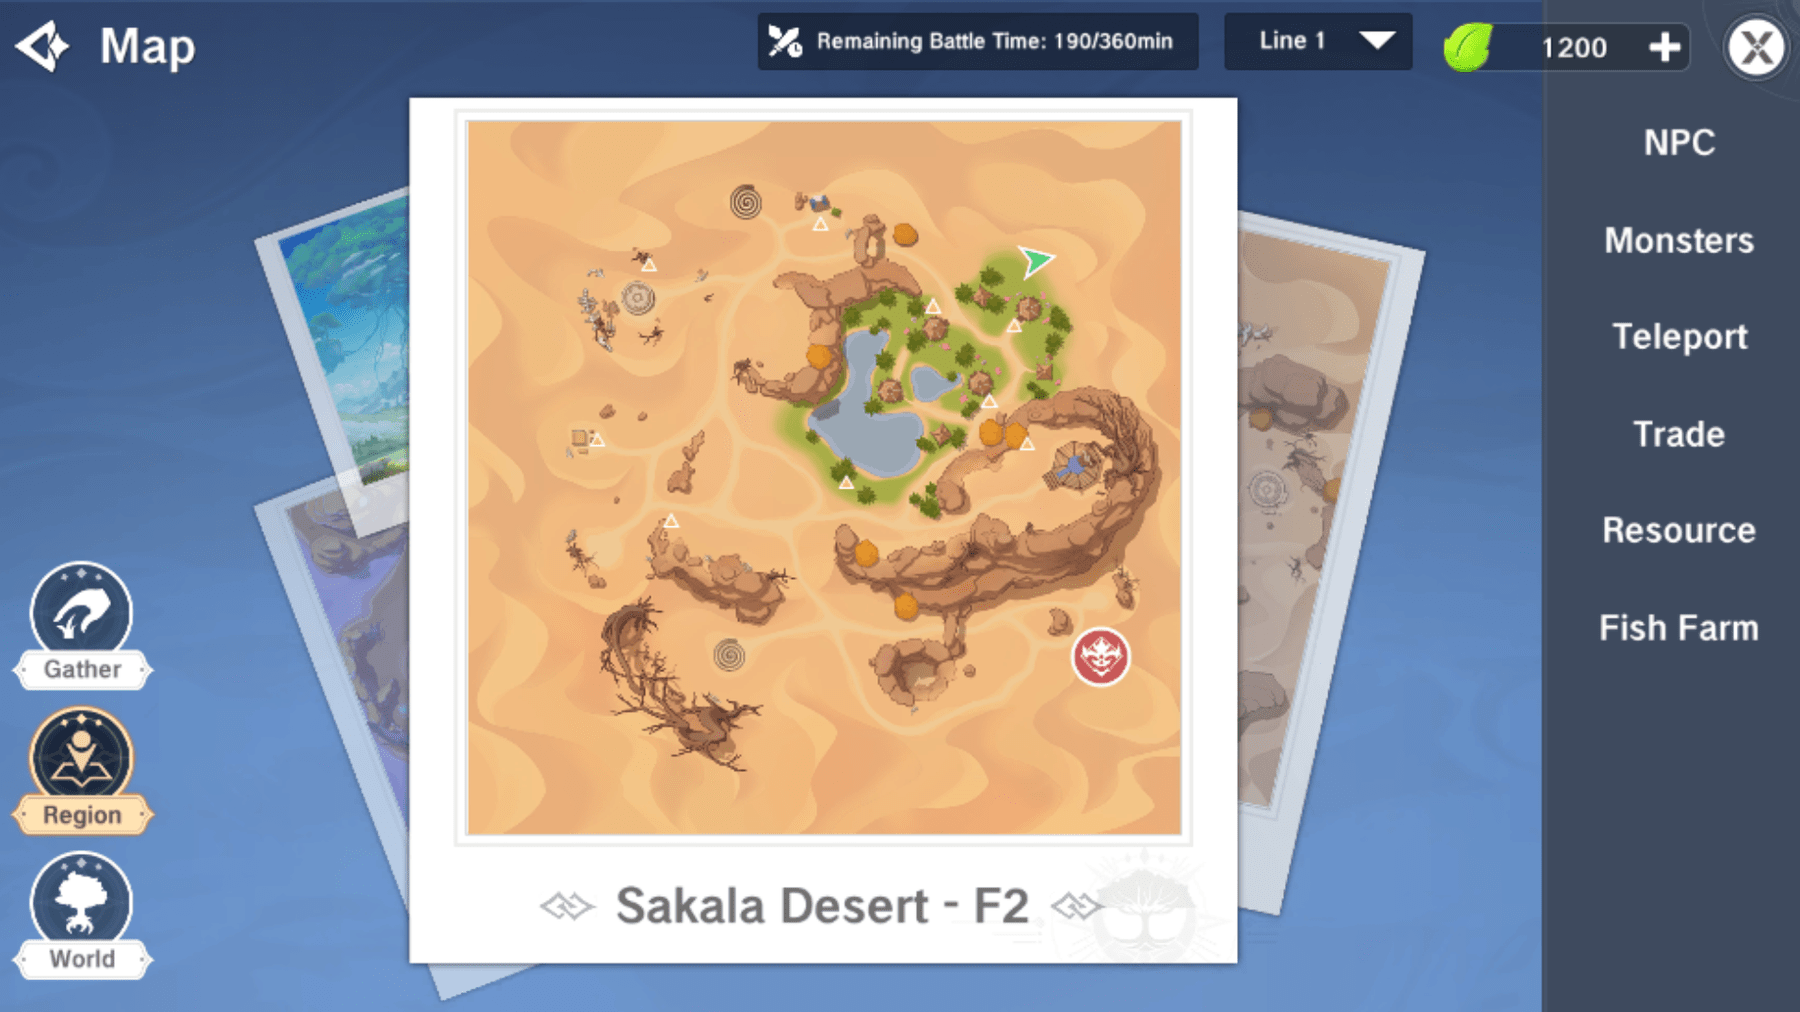 Map
Remaining Battle Time: 190/360min
Line 1
1200
NPC
Monsters
Teleport
Trade
Resource
Fish Farm
Gather
Region
World
Sakala Desert - F2